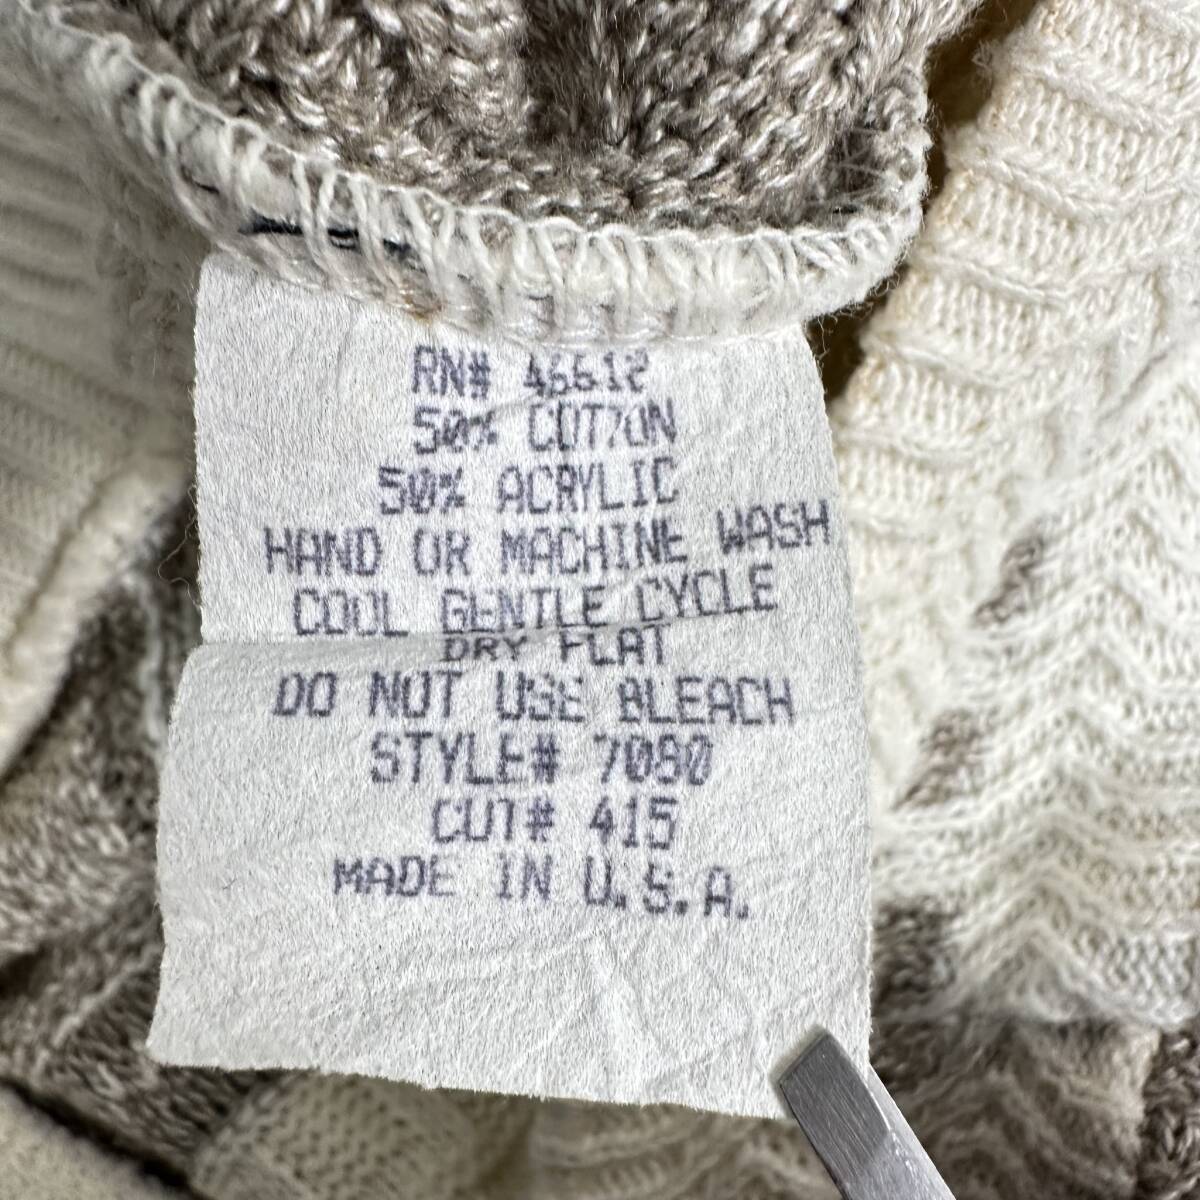 RN# 46612
50% COTTON
50% ACRYLIC
HAND OR MACHINE WASH
COOL GENTLE CYCLE
DRY FLAT
DO NOT USE BLEACH
STYLE# 7080
CUT# 415
MADE IN U.S.A.